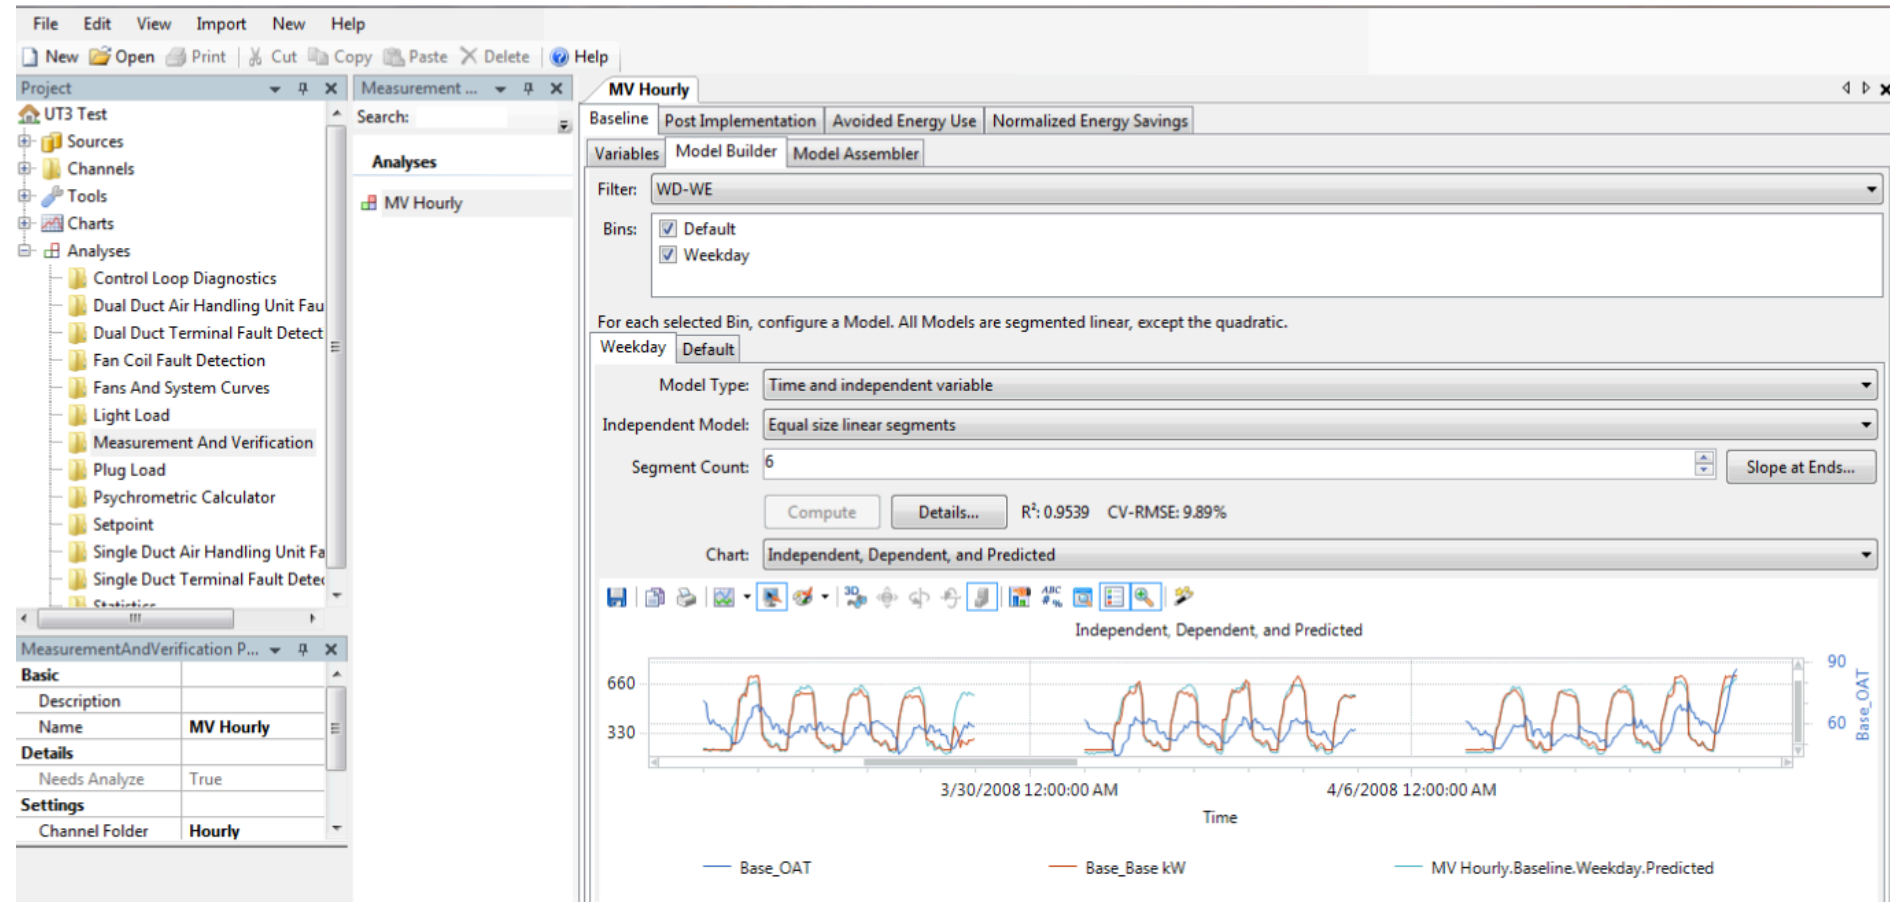 File Edit View Import New Help
New Open Print Cut Copy Paste Delete Help
Project
UT3 Test
Sources
Channels
Tools
Charts
Analyses
Control Loop Diagnostics
Dual Duct Air Handling Unit Fau
Dual Duct Terminal Fault Detect
Fan Coil Fault Detection
Fans And System Curves
Light Load
Measurement And Verification
Plug Load
Psychrometric Calculator
Setpoint
Single Duct Air Handling Unit Fa
Single Duct Terminal Fault Detec
Statistics
MeasurementAndVerification P...
Basic
Description
Name MV Hourly
Details
Needs Analyze True
Settings
Channel Folder Hourly
Measurement ...
Search:
Analyses
MV Hourly
MV Hourly
Baseline Post Implementation Avoided Energy Use Normalized Energy Savings
Variables Model Builder Model Assembler
Filter: WD-WE
Bins: Default
Weekday
For each selected Bin, configure a Model. All Models are segmented linear, except the quadratic.
Weekday Default
Model Type: Time and independent variable
Independent Model: Equal size linear segments
Segment Count: 6 Slope at Ends...
Compute Details... R²: 0.9539 CV-RMSE: 9.89%
Chart: Independent, Dependent, and Predicted
3D ABC # %
Independent, Dependent, and Predicted
660
330
90
60
Base_OAT
3/30/2008 12:00:00 AM 4/6/2008 12:00:00 AM
Time
Base_OAT Base_Base kW MV Hourly.Baseline.Weekday.Predicted